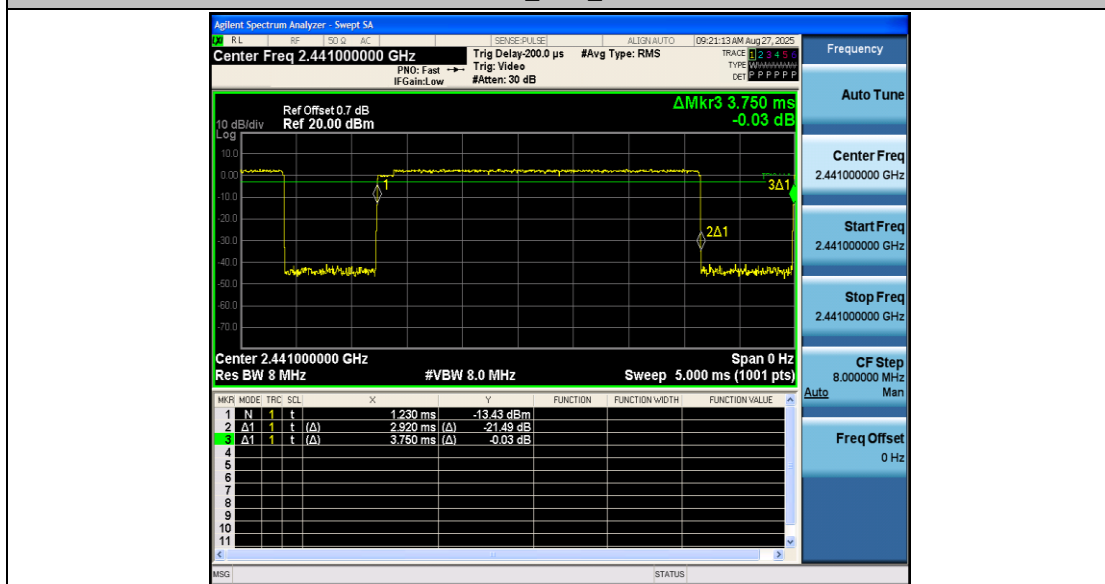 Agilent Spectrum Analyzer - Swept SA
RL RF 50 Ω AC SENSE:PULSE ALIGN AUTO 09:21:13 AM Aug 27, 2025
Center Freq 2.441000000 GHz
PNO: Fast
IFGain:Low
Trig Delay-200.0 µs
Trig: Video
#Atten: 30 dB
#Avg Type: RMS
TRACE 1 2 3 4 5 6
TYPE
DET P P P P P P
ΔMkr3 3.750 ms
-0.03 dB
Ref Offset 0.7 dB
10 dB/div Ref 20.00 dBm
Log
10.0
0.00
-10.0
-20.0
-30.0
-40.0
-50.0
-60.0
-70.0
1
3Δ1
2Δ1
Center 2.441000000 GHz Span 0 Hz
Res BW 8 MHz #VBW 8.0 MHz Sweep 5.000 ms (1001 pts)
MKR MODE TRC SCL X Y FUNCTION FUNCTION WIDTH FUNCTION VALUE
1 N 1 t 1.230 ms -13.43 dBm
2 Δ1 1 t (Δ) 2.920 ms (Δ) -21.49 dB
3 Δ1 1 t (Δ) 3.750 ms (Δ) -0.03 dB
4
5
6
7
8
9
10
11
MSG STATUS
Frequency
Auto Tune
Center Freq
2.441000000 GHz
Start Freq
2.441000000 GHz
Stop Freq
2.441000000 GHz
CF Step
8.000000 MHz
Auto Man
Freq Offset
0 Hz